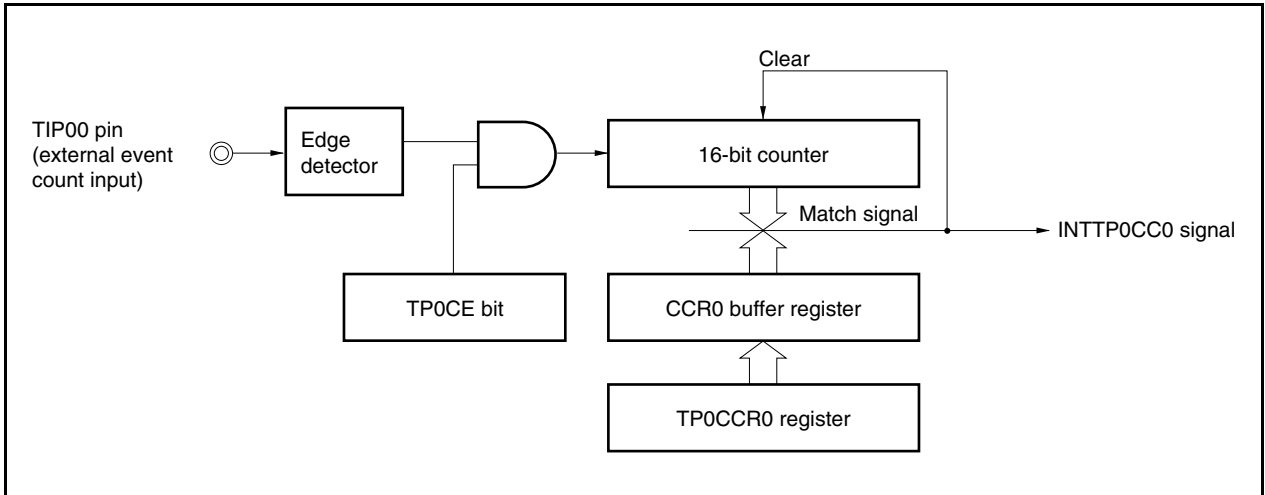 Clear
TIP00 pin
(external event
count input)
Edge
detector
16-bit counter
Match signal
INTTP0CC0 signal
TP0CE bit
CCR0 buffer register
TP0CCR0 register